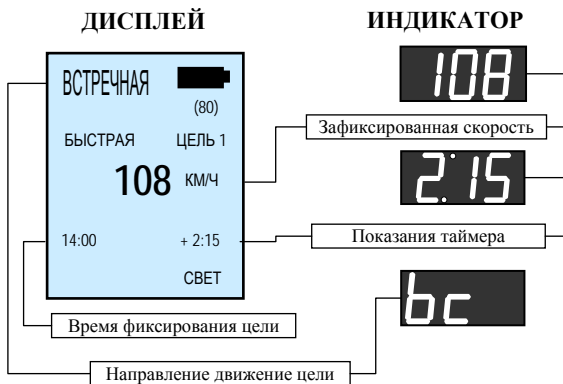 ДИСПЛЕЙ
ИНДИКАТОР
ВСТРЕЧНАЯ
(80)
БЫСТРАЯ ЦЕЛЬ 1
108 КМ/Ч
14:00 + 2:15
СВЕТ
108
Зафиксированная скорость
2:15
Показания таймера
bc
Время фиксирования цели
Направление движение цели